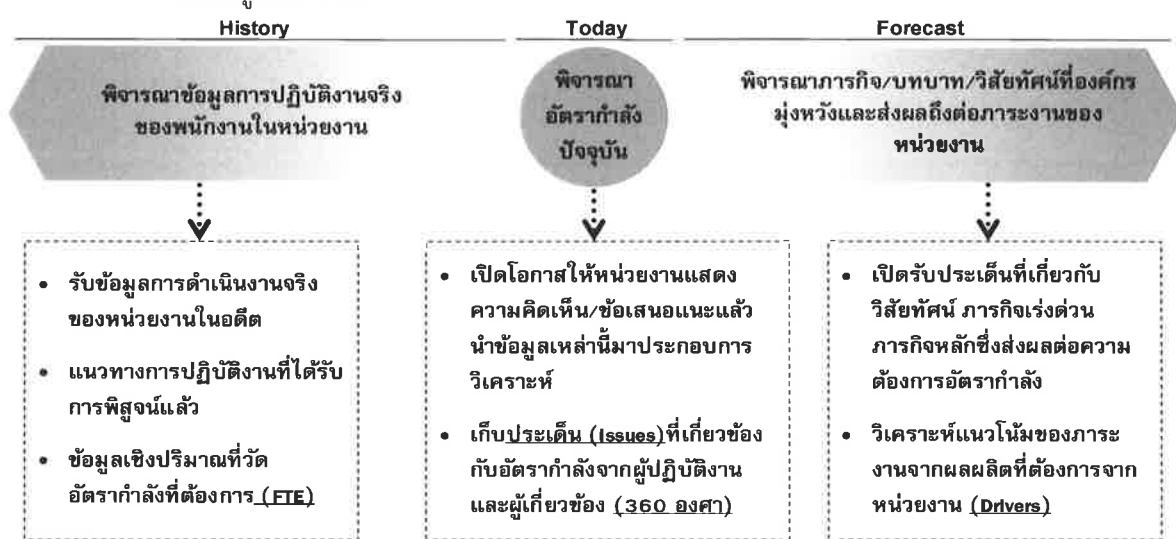 History
Today
Forecast
พิจารณาข้อมูลการปฏิบัติงานจริง
ของพนักงานในหน่วยงาน
พิจารณา
อัตรากำลัง
ปัจจุบัน
พิจารณาภารกิจ/บทบาท/วิสัยทัศน์ที่องค์กร
มุ่งหวังและส่งผลถึงต่อภาระงานของ
หน่วยงาน
• รับข้อมูลการดำเนินงานจริง
ของหน่วยงานในอดีต
• แนวทางการปฏิบัติงานที่ได้รับ
การพิสูจน์แล้ว
• ข้อมูลเชิงปริมาณที่วัด
อัตรากำลังที่ต้องการ (FTE)
• เปิดโอกาสให้หน่วยงานแสดง
ความคิดเห็น/ข้อเสนอแนะแล้ว
นำข้อมูลเหล่านี้มาประกอบการ
วิเคราะห์
• เก็บประเด็น (Issues)ที่เกี่ยวข้อง
กับอัตรากำลังจากผู้ปฏิบัติงาน
และผู้เกี่ยวข้อง (360 องศา)
• เปิดรับประเด็นที่เกี่ยวกับ
วิสัยทัศน์ ภารกิจเร่งด่วน
ภารกิจหลักซึ่งส่งผลต่อความ
ต้องการอัตรากำลัง
• วิเคราะห์แนวโน้มของภาระ
งานจากผลผลิตที่ต้องการจาก
หน่วยงาน (Drivers)